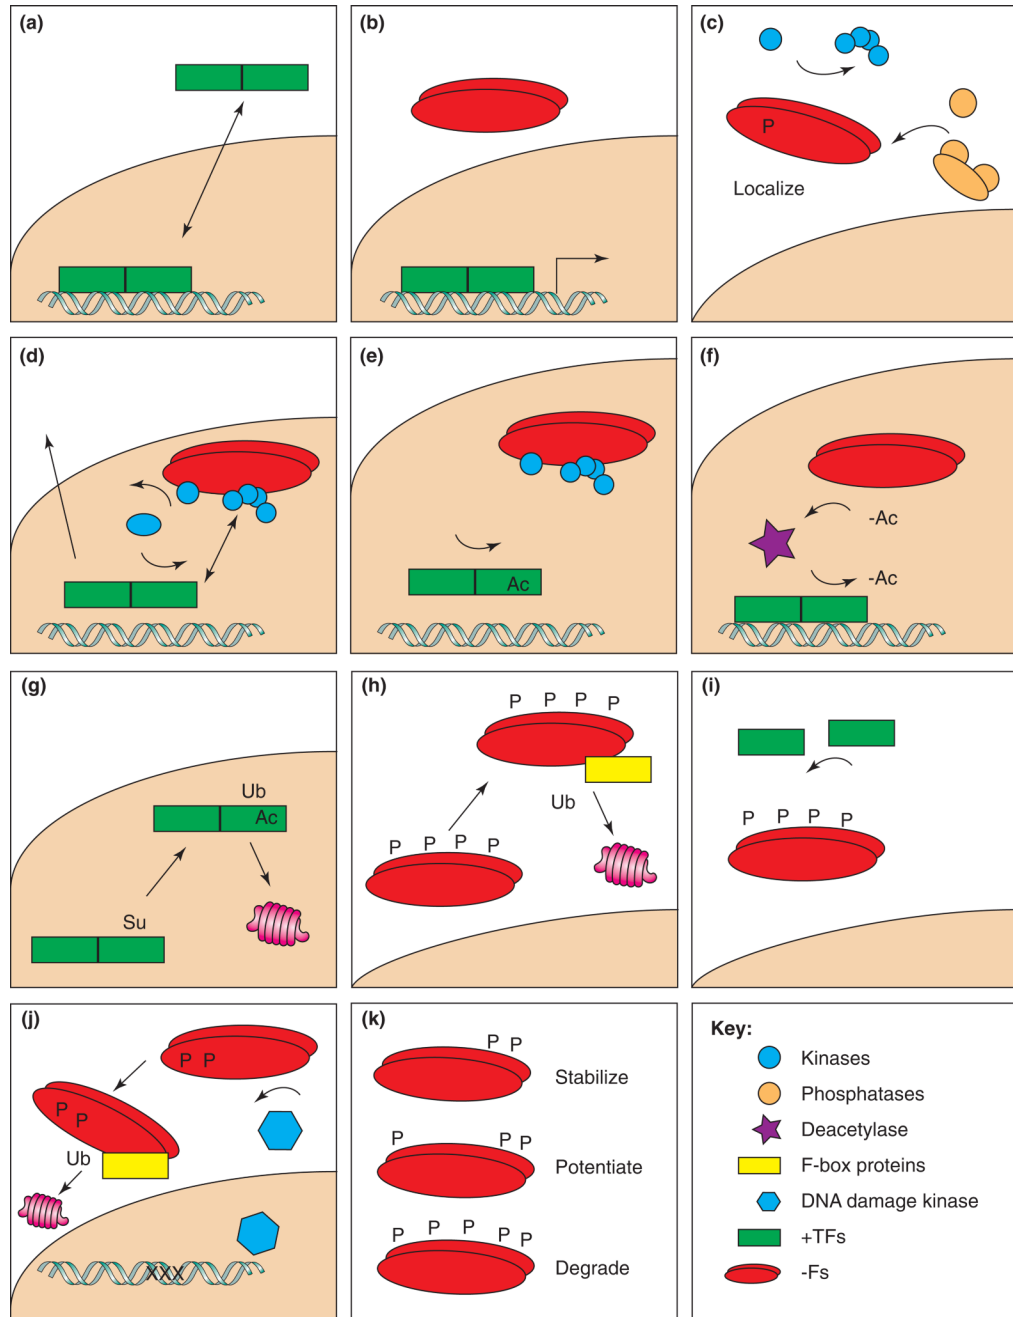 (a)
(b)
(c)
P
Localize
(d)
(e)
Ac
(f)
-Ac
-Ac
(g)
Ub
Ac
Su
(h)
P P P P
Ub
P P P P
(i)
P P P P
(j)
P P
P
P
Ub
XXX
(k)
P P
Stabilize
P P P
Potentiate
P P P P P
Degrade
Key:
Kinases
Phosphatases
Deacetylase
F-box proteins
DNA damage kinase
+TFs
-Fs